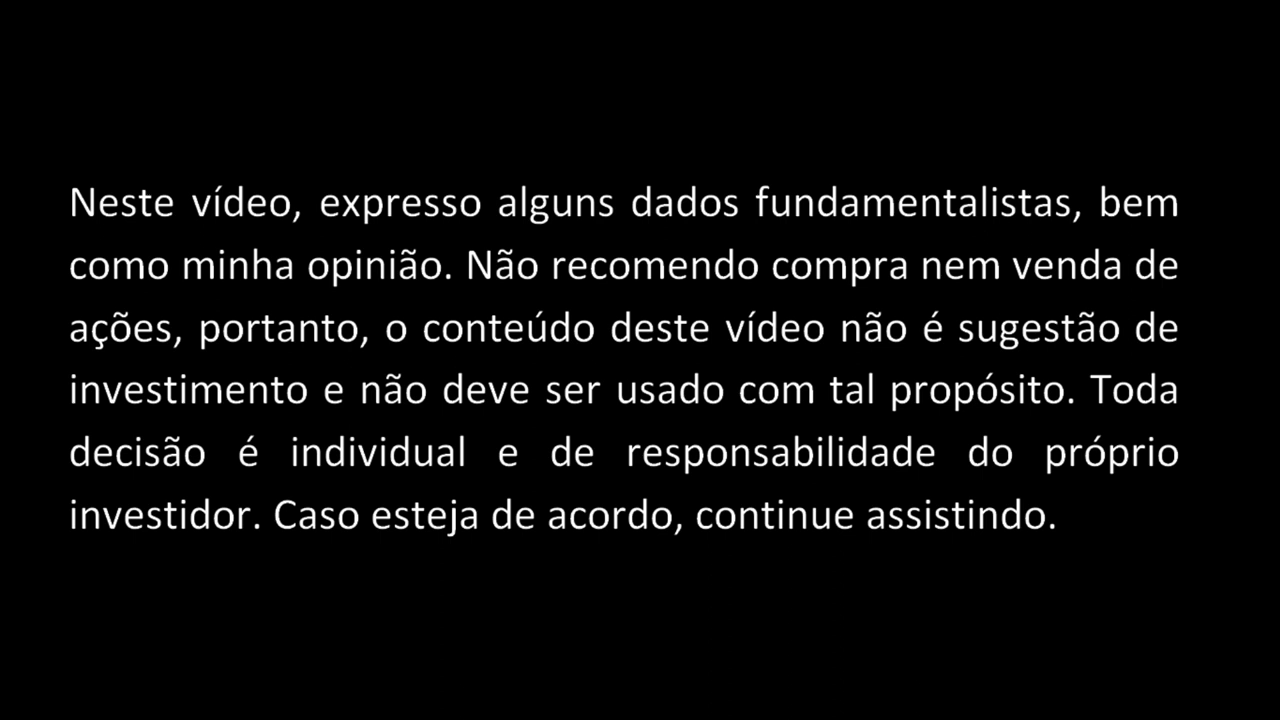 Neste vídeo, expresso alguns dados fundamentalistas, bem
como minha opinião. Não recomendo compra nem venda de
ações, portanto, o conteúdo deste vídeo não é sugestão de
investimento e não deve ser usado com tal propósito. Toda
decisão é individual e de responsabilidade do próprio
investidor. Caso esteja de acordo, continue assistindo.